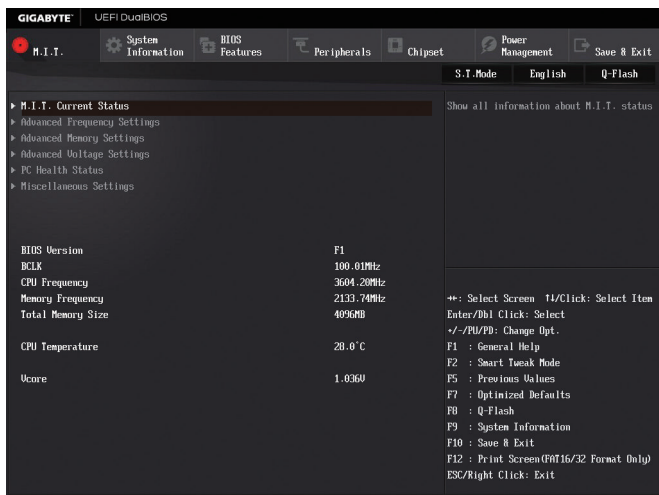 GIGABYTE™ UEFI DualBIOS
M.I.T.
System Information
BIOS Features
Peripherals
Chipset
Power Management
Save & Exit
S.T.Mode English Q-Flash
M.I.T. Current Status
Advanced Frequency Settings
Advanced Memory Settings
Advanced Voltage Settings
PC Health Status
Miscellaneous Settings
BIOS Version F1
BCLK 100.01MHz
CPU Frequency 3604.20MHz
Memory Frequency 2133.74MHz
Total Memory Size 4096MB
CPU Temperature 28.0°C
Vcore 1.036V
Show all information about M.I.T. status
→←: Select Screen ↑↓/Click: Select Item
Enter/Dbl Click: Select
+/-/PU/PD: Change Opt.
F1 : General Help
F2 : Smart Tweak Mode
F5 : Previous Values
F7 : Optimized Defaults
F8 : Q-Flash
F9 : System Information
F10 : Save & Exit
F12 : Print Screen(FAT16/32 Format Only)
ESC/Right Click: Exit